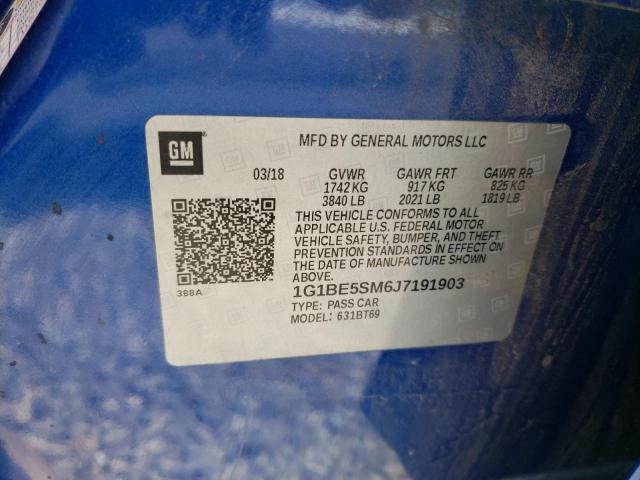 GM
MFD BY GENERAL MOTORS LLC
03/18 GVWR GAWR FRT GAWR RR
1742 KG 917 KG 825 KG
3840 LB 2021 LB 1819 LB
THIS VEHICLE CONFORMS TO ALL
APPLICABLE U.S. FEDERAL MOTOR
VEHICLE SAFETY, BUMPER, AND THEFT
PREVENTION STANDARDS IN EFFECT ON
THE DATE OF MANUFACTURE SHOWN
ABOVE.
388A
1G1BE5SM6J7191903
TYPE: PASS CAR
MODEL: 631BT69